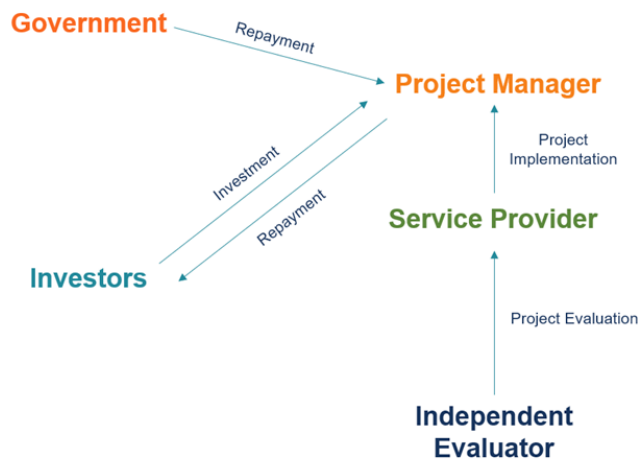 Government
Repayment
Project Manager
Project
Implementation
Investment
Repayment
Service Provider
Investors
Project Evaluation
Independent
Evaluator